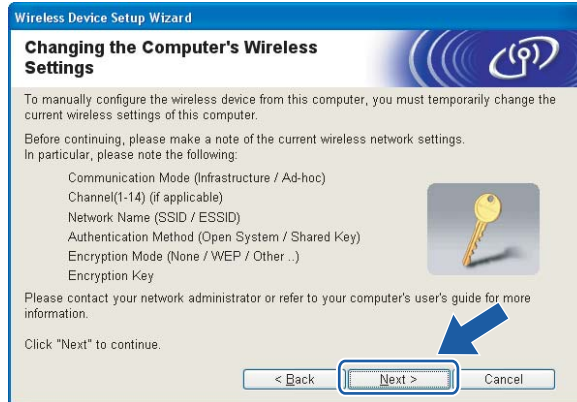 Wireless Device Setup Wizard
Changing the Computer's Wireless
Settings
To manually configure the wireless device from this computer, you must temporarily change the
current wireless settings of this computer.
Before continuing, please make a note of the current wireless network settings.
In particular, please note the following:
Communication Mode (Infrastructure / Ad-hoc)
Channel(1-14) (if applicable)
Network Name (SSID / ESSID)
Authentication Method (Open System / Shared Key)
Encryption Mode (None / WEP / Other ..)
Encryption Key
Please contact your network administrator or refer to your computer's user's guide for more
information.
Click "Next" to continue.
< Back Next > Cancel